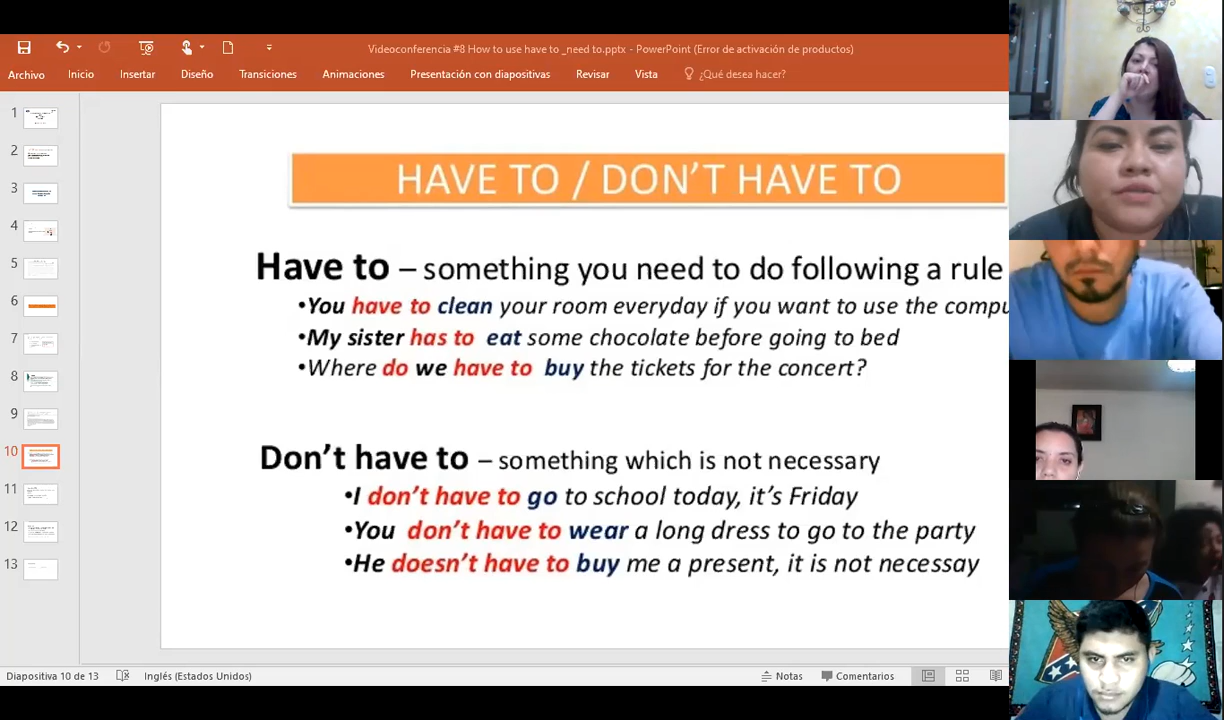 Videoconferencia #8 How to use have to _need to.pptx - PowerPoint (Error de activación de productos)
Archivo Inicio Insertar Diseño Transiciones Animaciones Presentación con diapositivas Revisar Vista ¿Qué desea hacer?
1
2
3
4
5
6
7
8
9
10
11
12
13
HAVE TO / DON'T HAVE TO
Have to – something you need to do following a rule
•You have to clean your room everyday if you want to use the
•My sister has to eat some chocolate before going to bed
•Where do we have to buy the tickets for the concert?
Don't have to – something which is not necessary
•I don't have to go to school today, it's Friday
•You don't have to wear a long dress to go to the party
•He doesn't have to buy me a present, it is not necessay
Diapositiva 10 de 13 Inglés (Estados Unidos) Notas Comentarios